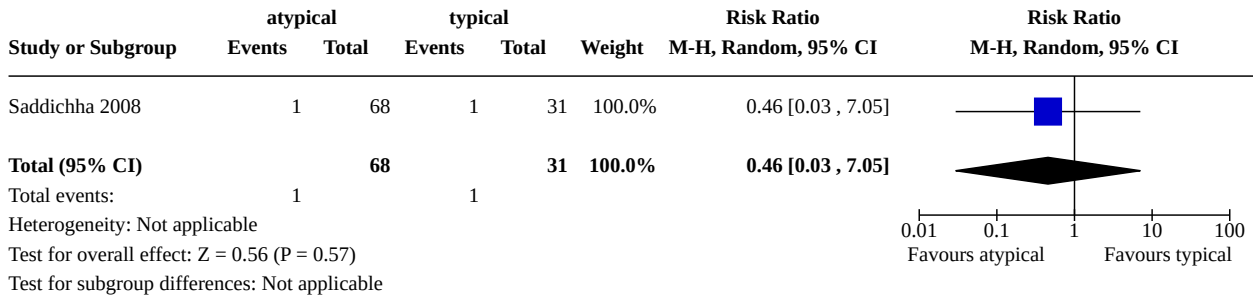 atypical typical Risk Ratio Risk Ratio
Study or Subgroup Events Total Events Total Weight M-H, Random, 95% CI M-H, Random, 95% CI
Saddichha 2008 1 68 1 31 100.0% 0.46 [0.03 , 7.05]
Total (95% CI) 68 31 100.0% 0.46 [0.03 , 7.05]
Total events: 1 1
Heterogeneity: Not applicable
0.01 0.1 1 10 100
Test for overall effect: Z = 0.56 (P = 0.57) Favours atypical Favours typical
Test for subgroup differences: Not applicable